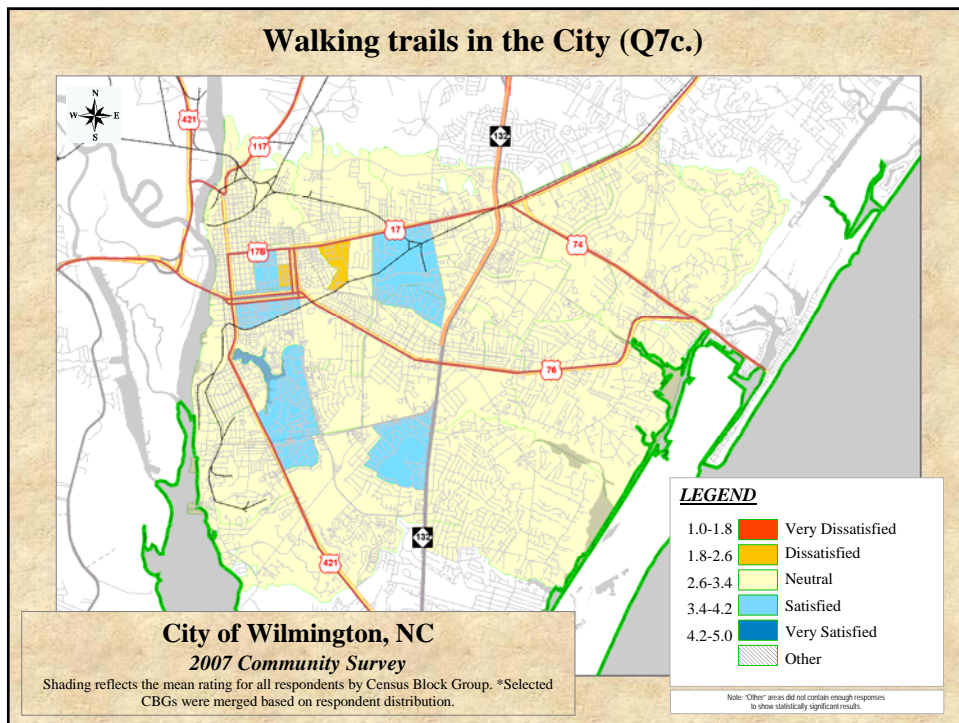 Walking trails in the City (Q7c.)
N
W E
S
421
117
132
17
17B
74
76
132
421
LEGEND
1.0-1.8 Very Dissatisfied
1.8-2.6 Dissatisfied
2.6-3.4 Neutral
3.4-4.2 Satisfied
4.2-5.0 Very Satisfied
Other
City of Wilmington, NC
2007 Community Survey
Shading reflects the mean rating for all respondents by Census Block Group. *Selected
CBGs were merged based on respondent distribution.
Note: "Other" areas did not contain enough responses
to show statistically significant results.